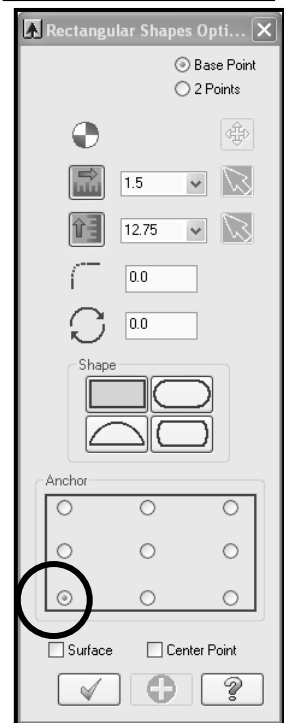 Rectangular Shapes Opti...
Base Point
2 Points
1.5
12.75
0.0
0.0
Shape
Anchor
Surface Center Point